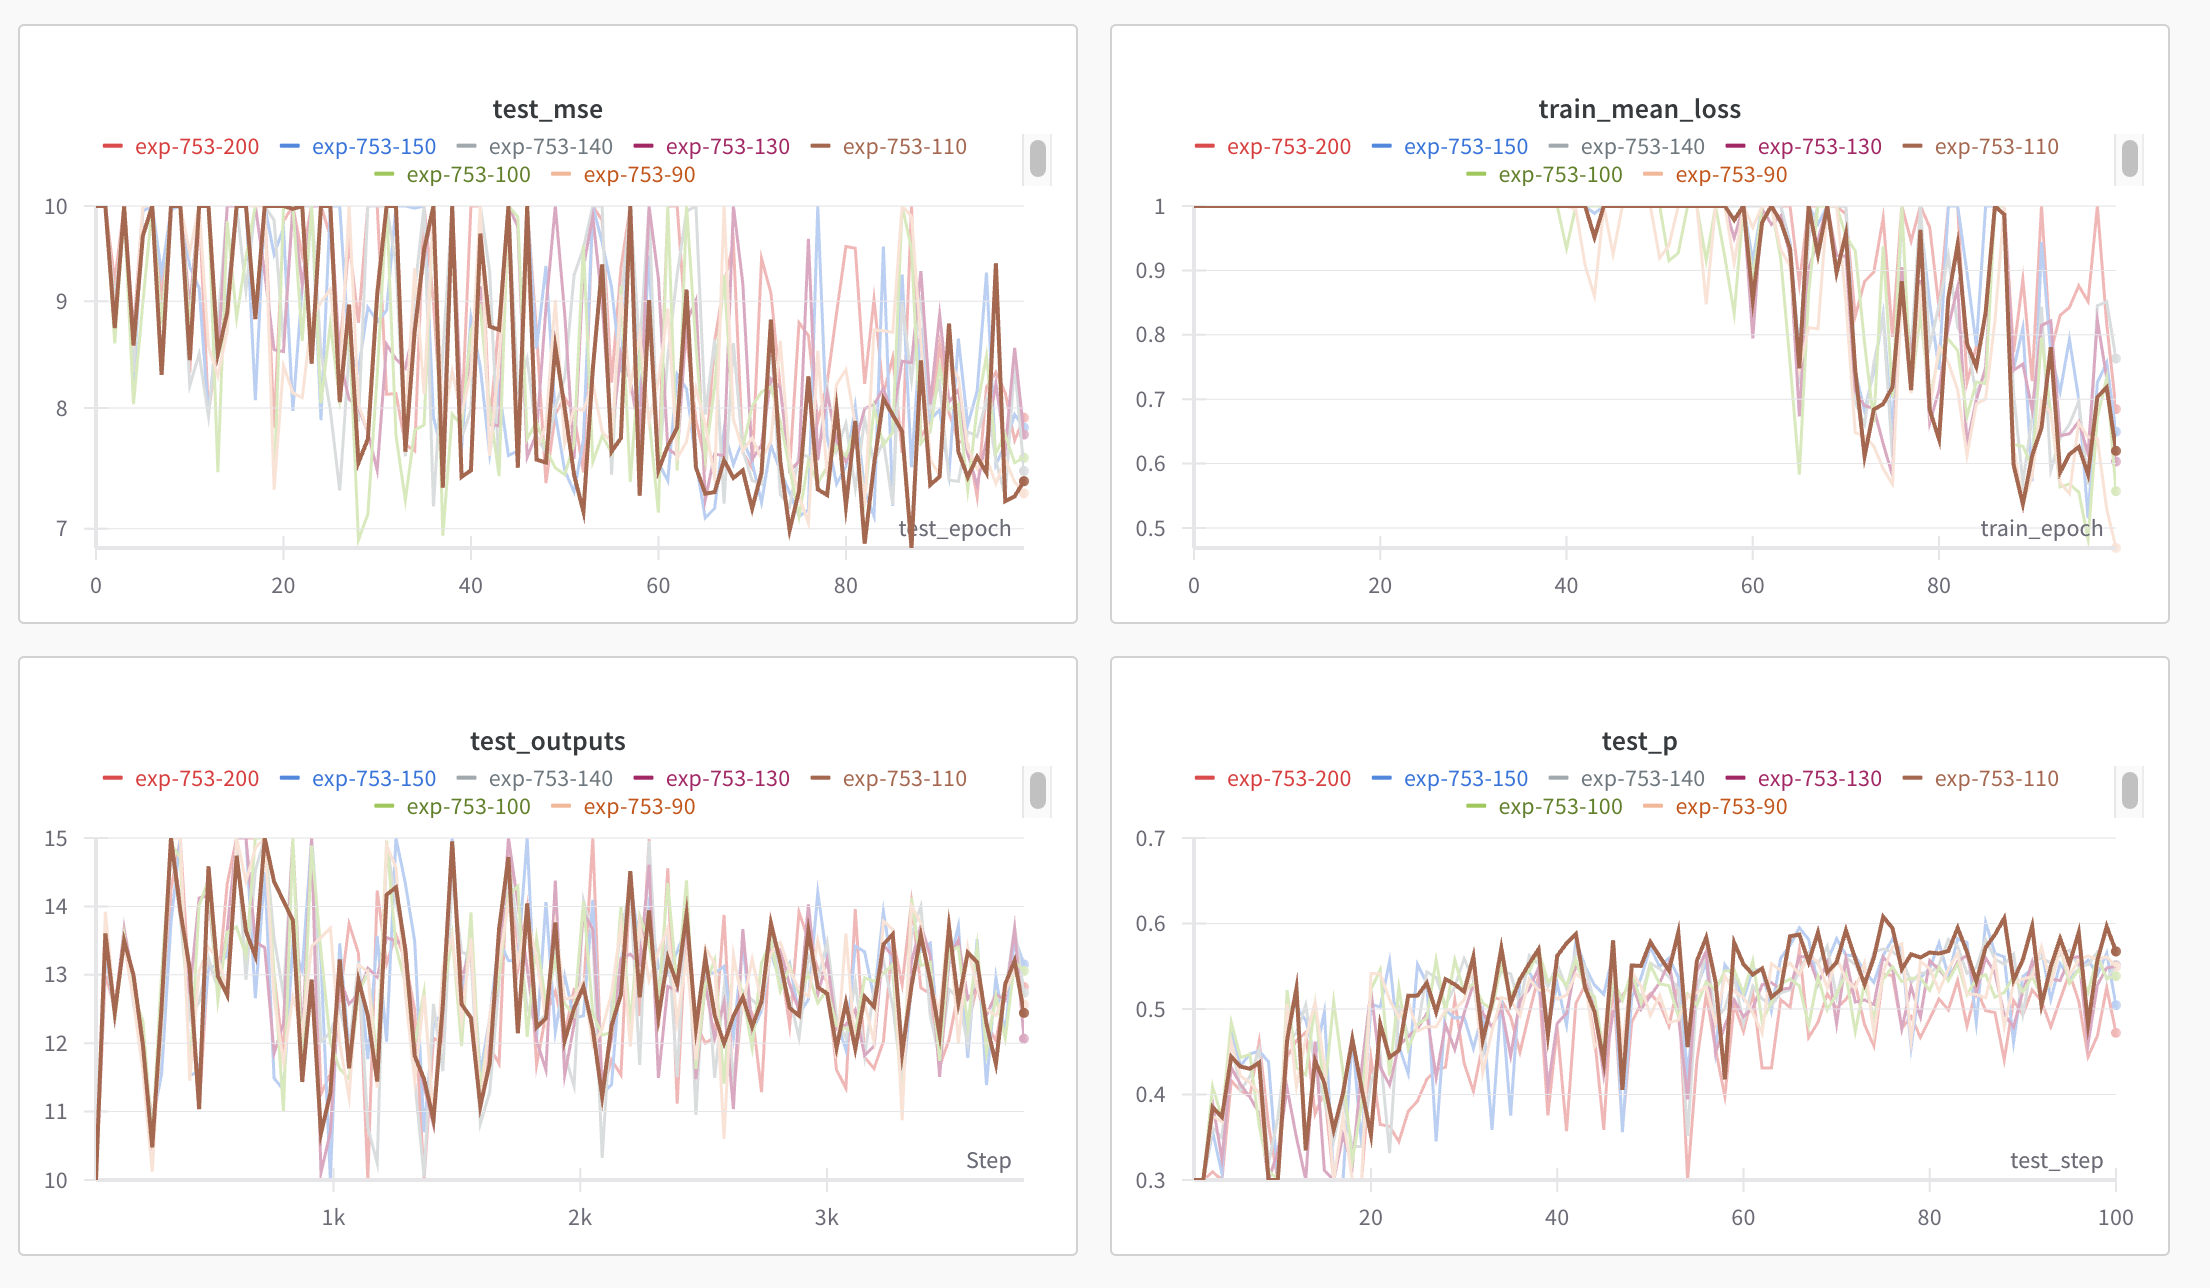 test_mse
exp-753-200 exp-753-150 exp-753-140 exp-753-130 exp-753-110
exp-753-100 exp-753-90
10
9
8
7
test_epoch
0 20 40 60 80
train_mean_loss
exp-753-200 exp-753-150 exp-753-140 exp-753-130 exp-753-110
exp-753-100 exp-753-90
1
0.9
0.8
0.7
0.6
0.5
train_epoch
0 20 40 60 80
test_outputs
exp-753-200 exp-753-150 exp-753-140 exp-753-130 exp-753-110
exp-753-100 exp-753-90
15
14
13
12
11
Step
10
1k 2k 3k
test_p
exp-753-200 exp-753-150 exp-753-140 exp-753-130 exp-753-110
exp-753-100 exp-753-90
0.7
0.6
0.5
0.4
test_step
0.3
20 40 60 80 100